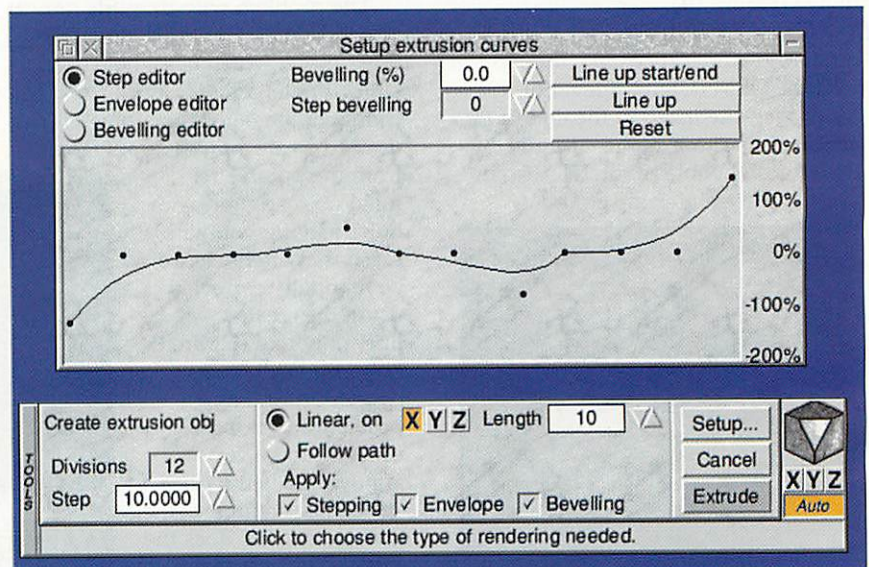 Setup extrusion curves
Step editor Bevelling (%) 0.0 Line up start/end
Envelope editor Step bevelling 0 Line up
Bevelling editor Reset
200%
100%
0%
-100%
-200%
Create extrusion obj Linear, on X Y Z Length 10 Setup...
Follow path Cancel
Divisions 12 Apply:
Step 10.0000 Stepping Envelope Bevelling Extrude
TOOLS
X Y Z
Auto
Click to choose the type of rendering needed.